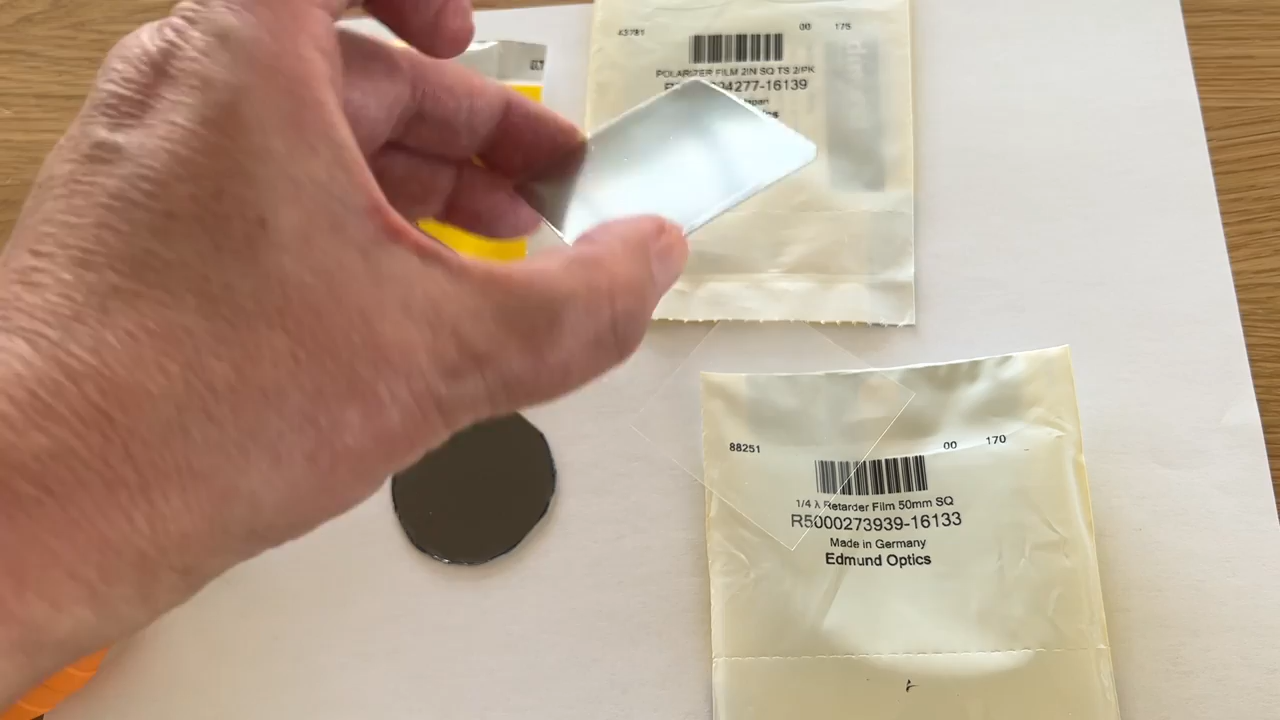 43781 00 175
POLARIZER FILM 2IN SQ TS 2/PK
4277-16139
88251 00 170
1/4 λ Retarder Film 50mm SQ
R5000273939-16133
Made in Germany
Edmund Optics